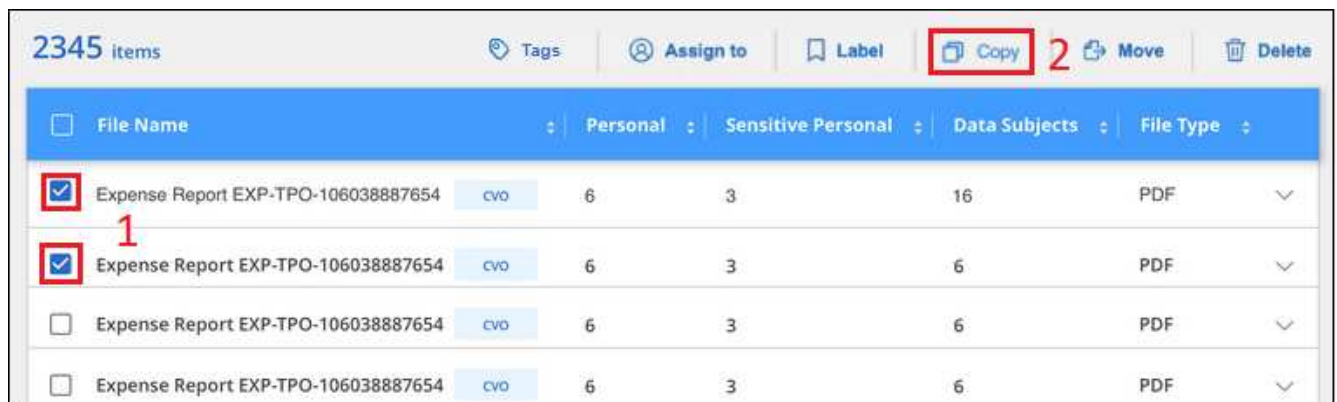 2345 items Tags Assign to Label Copy 2 Move Delete
File Name Personal Sensitive Personal Data Subjects File Type
Expense Report EXP-TPO-106038887654 CVO 6 3 16 PDF
1
Expense Report EXP-TPO-106038887654 CVO 6 3 6 PDF
Expense Report EXP-TPO-106038887654 CVO 6 3 6 PDF
Expense Report EXP-TPO-106038887654 CVO 6 3 6 PDF